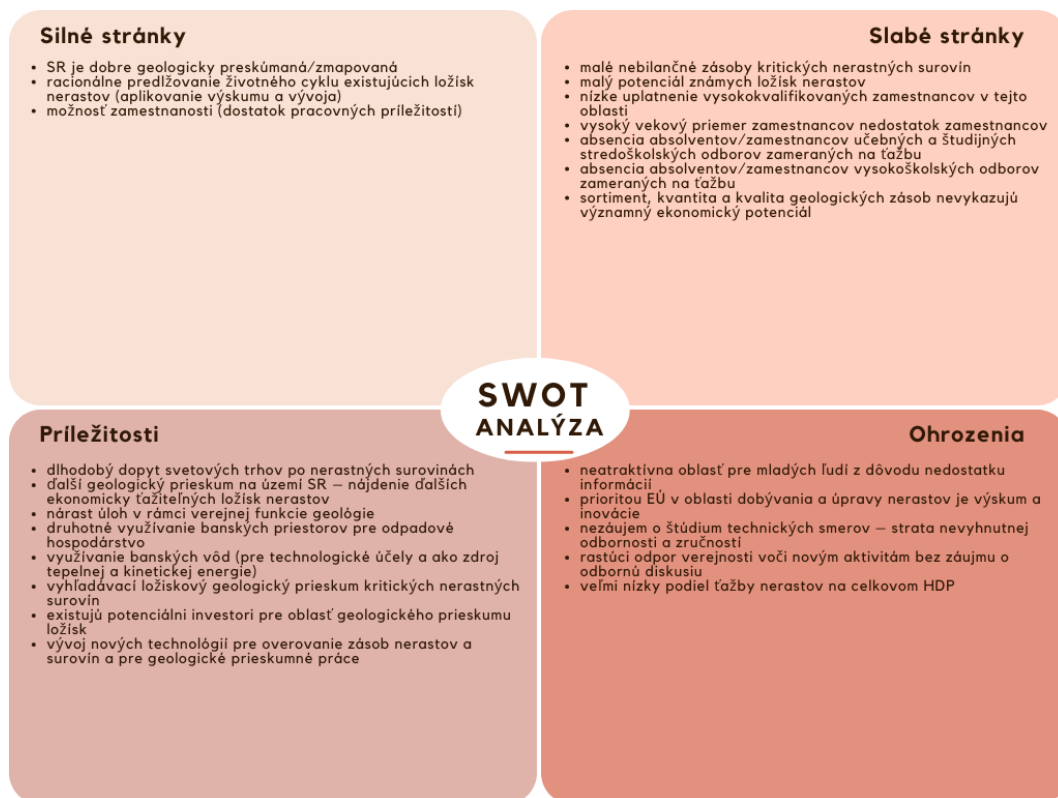 Silné stránky
• SR je dobre geologicky preskúmaná/zmapovaná
• racionálne predlžovanie životného cyklu existujúcich ložísk
nerastov (aplikovanie výskumu a vývoja)
• možnosť zamestnanosti (dostatok pracovných príležitostí)
Slabé stránky
• malé nebilančné zásoby kritických nerastných surovín
• malý potenciál známych ložísk nerastov
• nízke uplatnenie vysokokvalifikovaných zamestnancov v tejto
oblasti
• vysoký vekový priemer zamestnancov nedostatok zamestnancov
• absencia absolventov/zamestnancov učebných a študijných
stredoškolských odborov zameraných na ťažbu
• absencia absolventov/zamestnancov vysokoškolských odborov
zameraných na ťažbu
• sortiment, kvantita a kvalita geologických zásob nevykazujú
významný ekonomický potenciál
SWOT
ANALÝZA
Príležitosti
• dlhodobý dopyt svetových trhov po nerastných surovinách
• ďalší geologický prieskum na území SR – nájdenie ďalších
ekonomicky ťažiteľných ložísk nerastov
• nárast úloh v rámci verejnej funkcie geológie
• druhotné využívanie banských priestorov pre odpadové
hospodárstvo
• využívanie banských vôd (pre technologické účely a ako zdroj
tepelnej a kinetickej energie)
• vyhľadávací ložiskový geologický prieskum kritických nerastných
surovín
• existujú potenciálni investori pre oblasť geologického prieskumu
ložísk
• vývoj nových technológií pre overovanie zásob nerastov a
surovín a pre geologické prieskumné práce
Ohrozenia
• neatraktívna oblasť pre mladých ľudí z dôvodu nedostatku
informácií
• prioritou EÚ v oblasti dobývania a úpravy nerastov je výskum a
inovácie
• nezáujem o štúdium technických smerov – strata nevyhnutnej
odbornosti a zručností
• rastúci odpor verejnosti voči novým aktivitám bez záujmu o
odbornú diskusiu
• veľmi nízky podiel ťažby nerastov na celkovom HDP